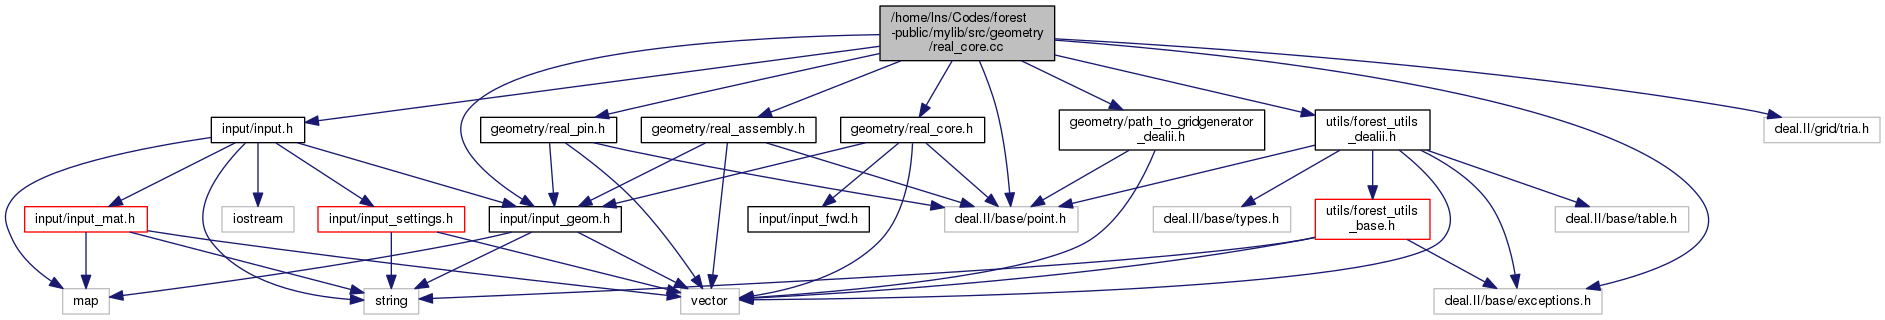 /home/lns/Codes/forest
-public/mylib/src/geometry
/real_core.cc
input/input.h
geometry/real_pin.h
geometry/real_assembly.h
geometry/real_core.h
geometry/path_to_gridgenerator
_dealii.h
utils/forest_utils
_dealii.h
deal.II/grid/tria.h
input/input_mat.h
iostream
input/input_settings.h
input/input_geom.h
input/input_fwd.h
deal.II/base/point.h
deal.II/base/types.h
utils/forest_utils
_base.h
deal.II/base/table.h
map
string
vector
deal.II/base/exceptions.h